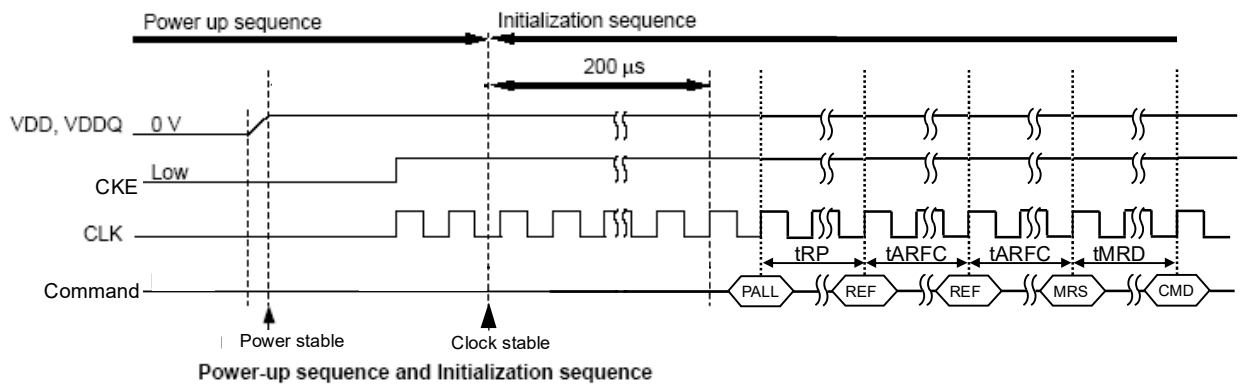 Power up sequence Initialization sequence
200 μs
VDD, VDDQ 0 V
CKE Low
CLK
tRP tARFC tARFC tMRD
Command PALL REF REF MRS CMD
Power stable Clock stable
Power-up sequence and Initialization sequence